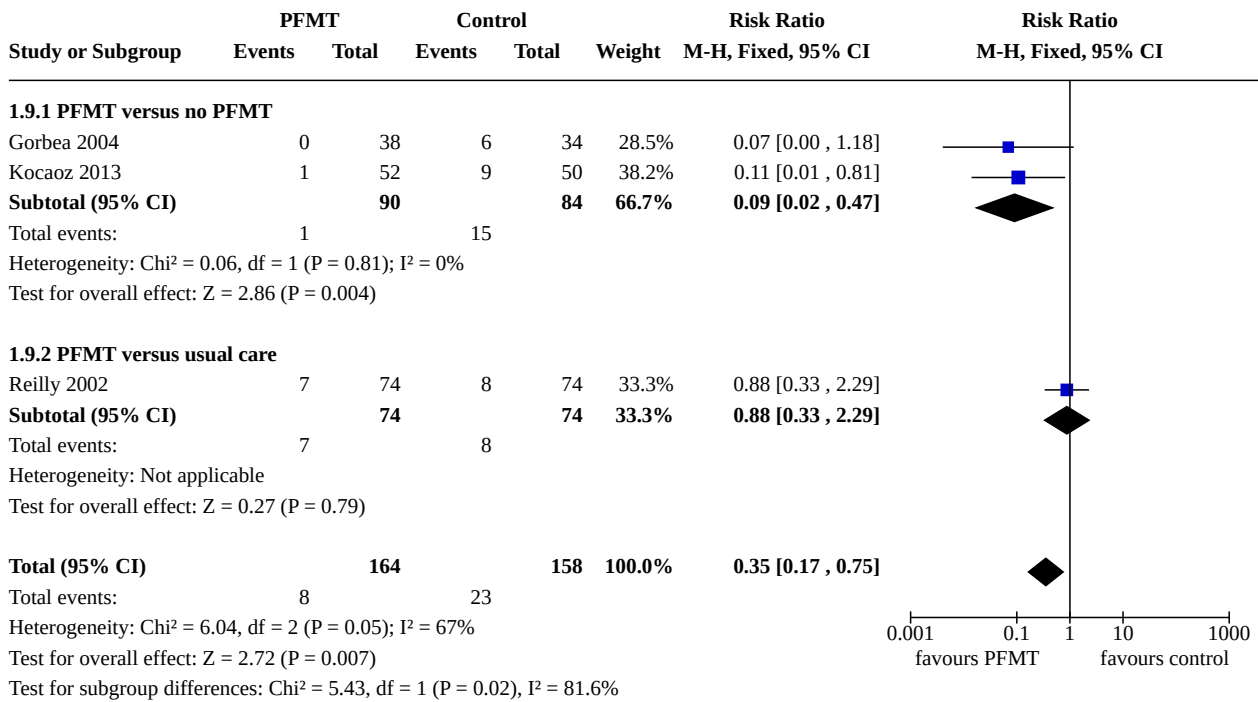 PFMT Control Risk Ratio Risk Ratio
Study or Subgroup Events Total Events Total Weight M-H, Fixed, 95% CI M-H, Fixed, 95% CI
1.9.1 PFMT versus no PFMT
Gorbea 2004 0 38 6 34 28.5% 0.07 [0.00 , 1.18]
Kocaoz 2013 1 52 9 50 38.2% 0.11 [0.01 , 0.81]
Subtotal (95% CI) 90 84 66.7% 0.09 [0.02 , 0.47]
Total events: 1 15
Heterogeneity: Chi² = 0.06, df = 1 (P = 0.81); I² = 0%
Test for overall effect: Z = 2.86 (P = 0.004)
1.9.2 PFMT versus usual care
Reilly 2002 7 74 8 74 33.3% 0.88 [0.33 , 2.29]
Subtotal (95% CI) 74 74 33.3% 0.88 [0.33 , 2.29]
Total events: 7 8
Heterogeneity: Not applicable
Test for overall effect: Z = 0.27 (P = 0.79)
Total (95% CI) 164 158 100.0% 0.35 [0.17 , 0.75]
Total events: 8 23
Heterogeneity: Chi² = 6.04, df = 2 (P = 0.05); I² = 67% 0.001 0.1 1 10 1000
Test for overall effect: Z = 2.72 (P = 0.007) favours PFMT favours control
Test for subgroup differences: Chi² = 5.43, df = 1 (P = 0.02), I² = 81.6%